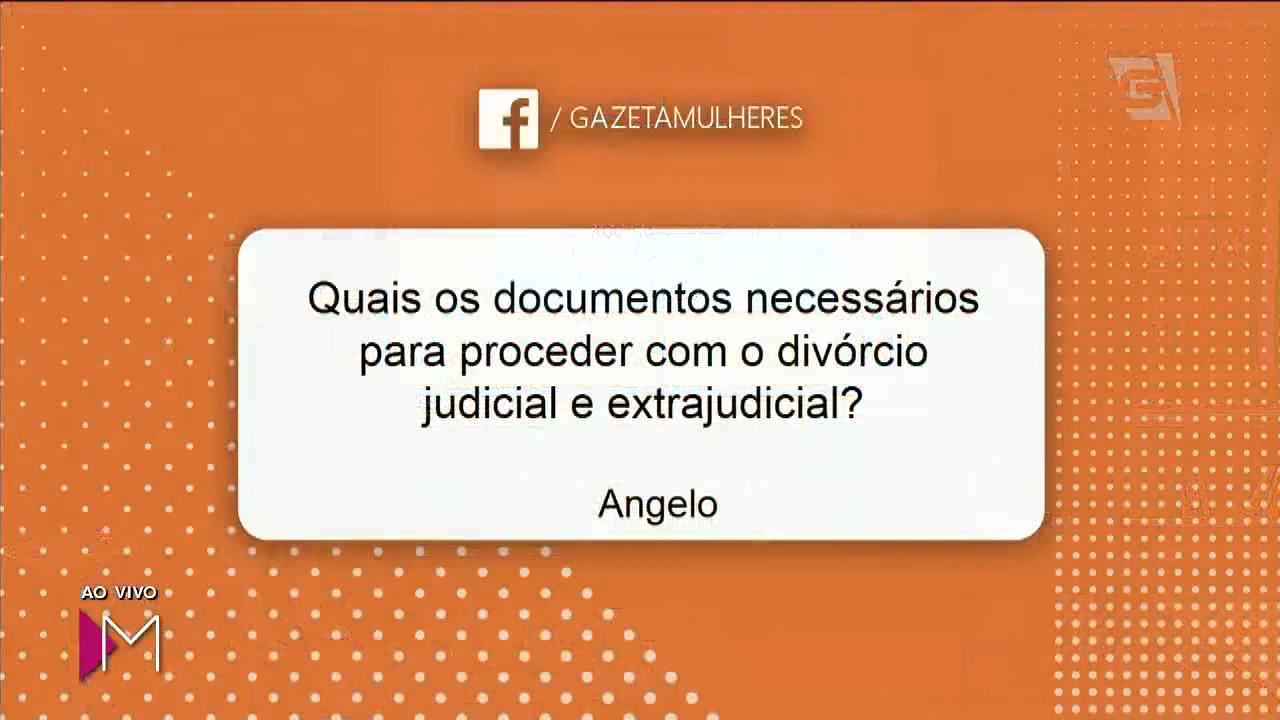 f / GAZETAMULHERES
Quais os documentos necessários
para proceder com o divórcio
judicial e extrajudicial?
Angelo
AO VIVO
M